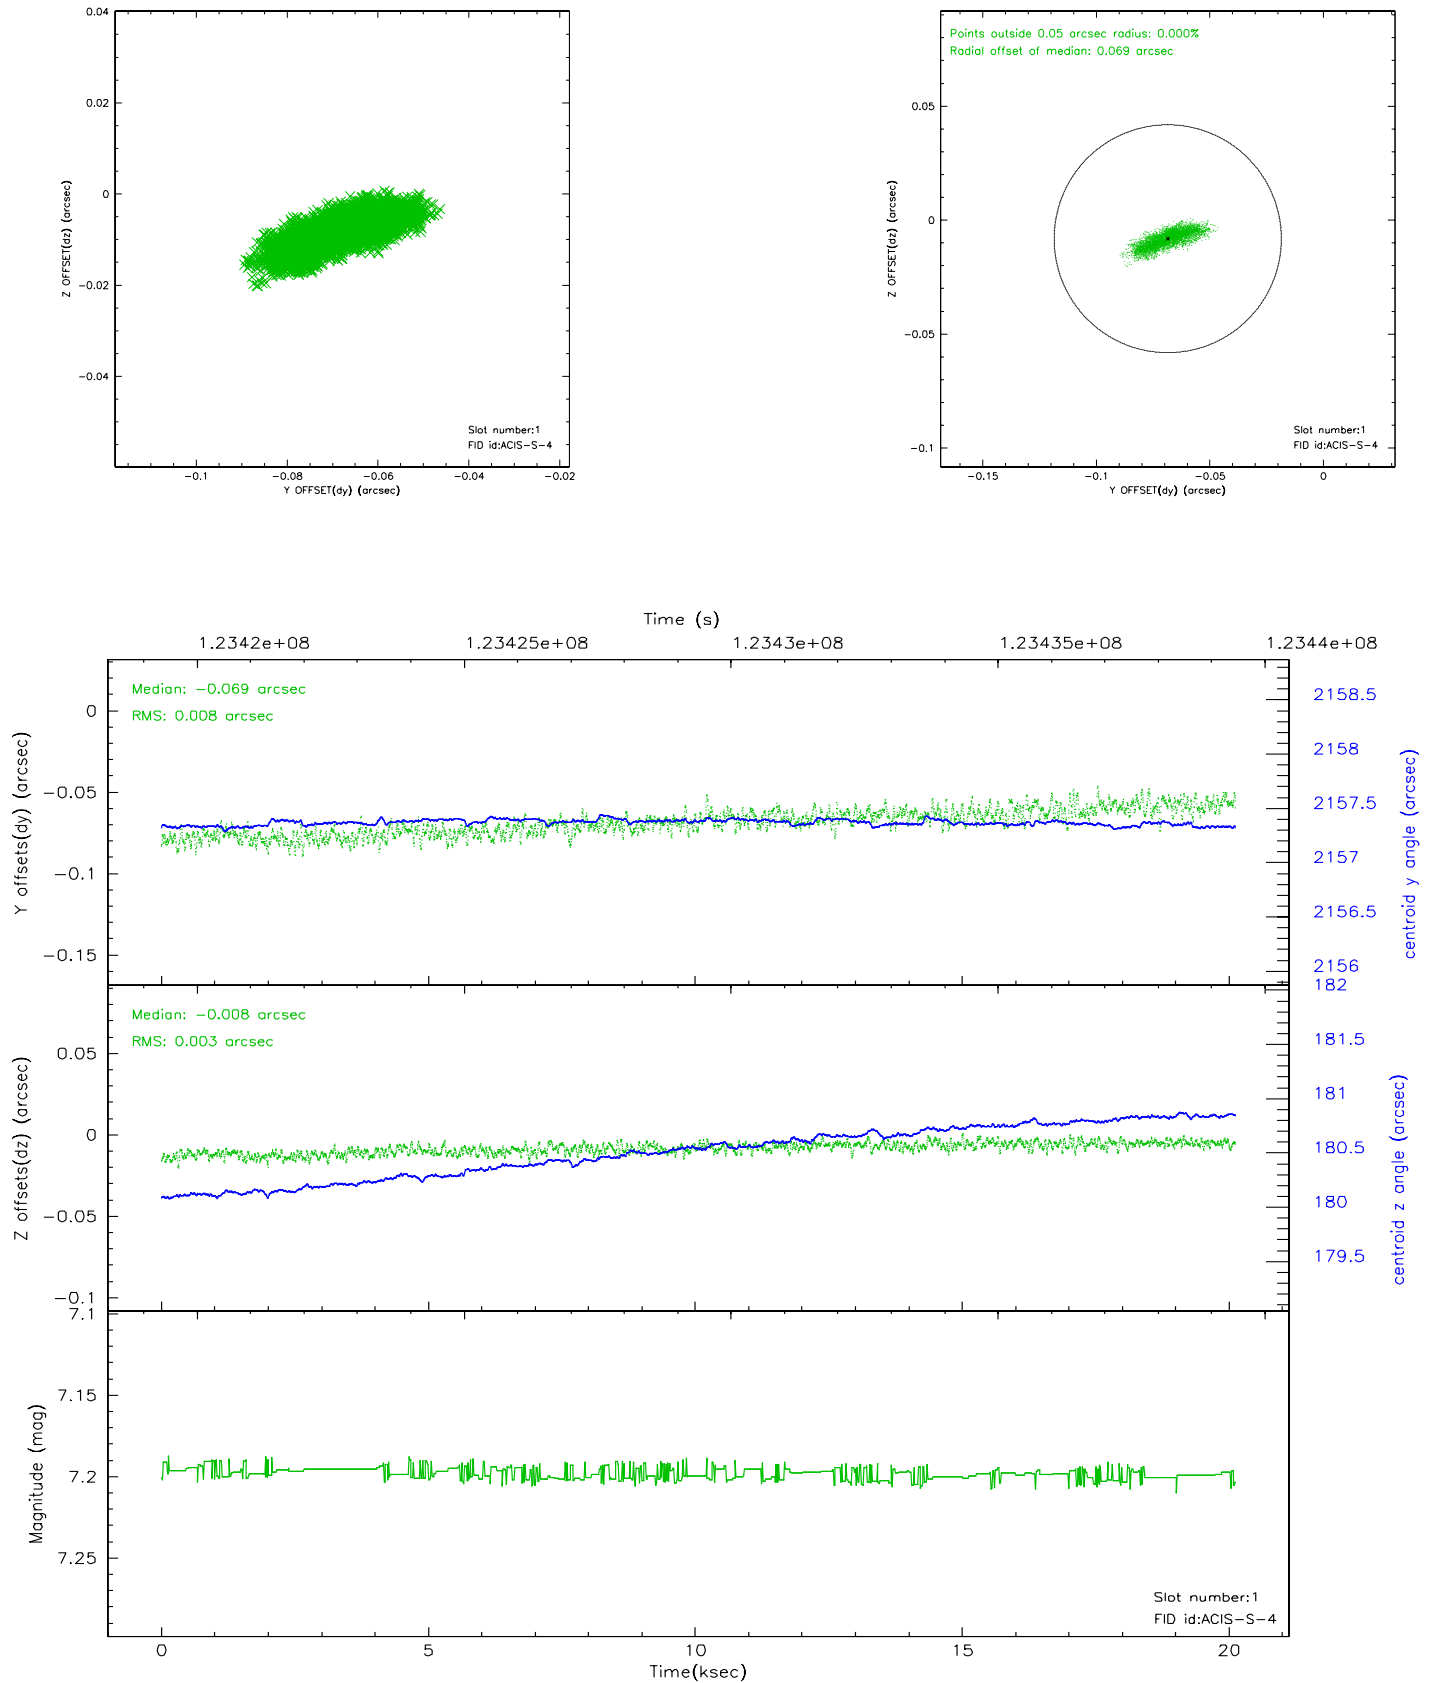 0.04
0.02
0
−0.02
−0.04
Z OFFSET(dz) (arcsec)
Slot number:1
FID id:ACIS−S−4
−0.1 −0.08 −0.06 −0.04 −0.02
Y OFFSET(dy) (arcsec)
Points outside 0.05 arcsec radius: 0.000%
Radial offset of median: 0.069 arcsec
0.05
0
−0.05
−0.1
Z OFFSET(dz) (arcsec)
Slot number:1
FID id:ACIS−S−4
−0.15 −0.1 −0.05 0
Y OFFSET(dy) (arcsec)
Time (s)
1.2342e+08 1.23425e+08 1.2343e+08 1.23435e+08 1.2344e+08
Median: −0.069 arcsec
RMS: 0.008 arcsec
0
−0.05
−0.1
−0.15
Y offsets(dy) (arcsec)
2158.5
2158
2157.5
2157
2156.5
2156
centroid y angle (arcsec)
Median: −0.008 arcsec
RMS: 0.003 arcsec
0.05
0
−0.05
−0.1
Z offsets(dz) (arcsec)
182
181.5
181
180.5
180
179.5
centroid z angle (arcsec)
7.1
7.15
7.2
7.25
Magnitude (mag)
Slot number:1
FID id:ACIS−S−4
0 5 10 15 20
Time(ksec)